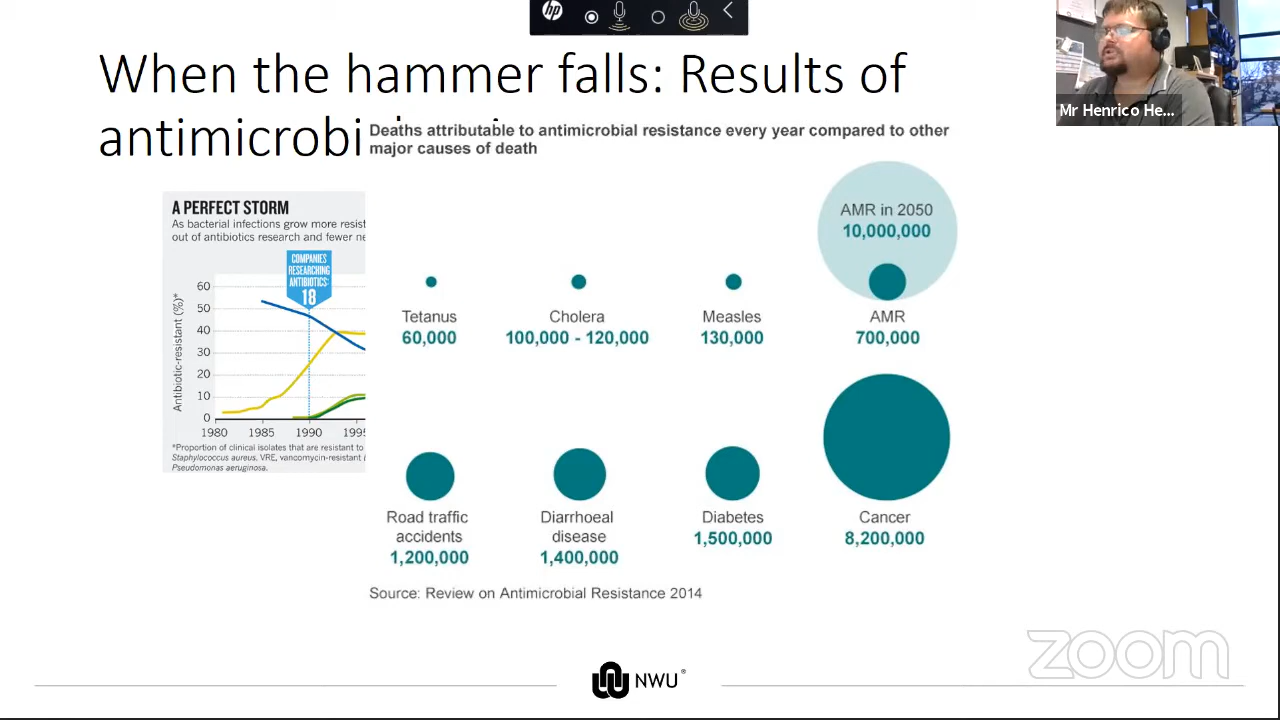 hp
When the hammer falls: Results of
antimicrobi
Mr Henrico He...
Deaths attributable to antimicrobial resistance every year compared to other
major causes of death
A PERFECT STORM
As bacterial infections grow more resist
out of antibiotics research and fewer ne
COMPANIES
RESEARCHING
ANTIBIOTICS:
18
Antibiotic-resistant (%)*
60
50
40
30
20
10
0
1980 1985 1990 1995
*Proportion of clinical isolates that are resistant to
Staphylococcus aureus. VRE, vancomycin-resistant
Pseudomonas aeruginosa.
AMR in 2050
10,000,000
Tetanus
60,000
Cholera
100,000 - 120,000
Measles
130,000
AMR
700,000
Road traffic
accidents
1,200,000
Diarrhoeal
disease
1,400,000
Diabetes
1,500,000
Cancer
8,200,000
Source: Review on Antimicrobial Resistance 2014
zoom
NWU®